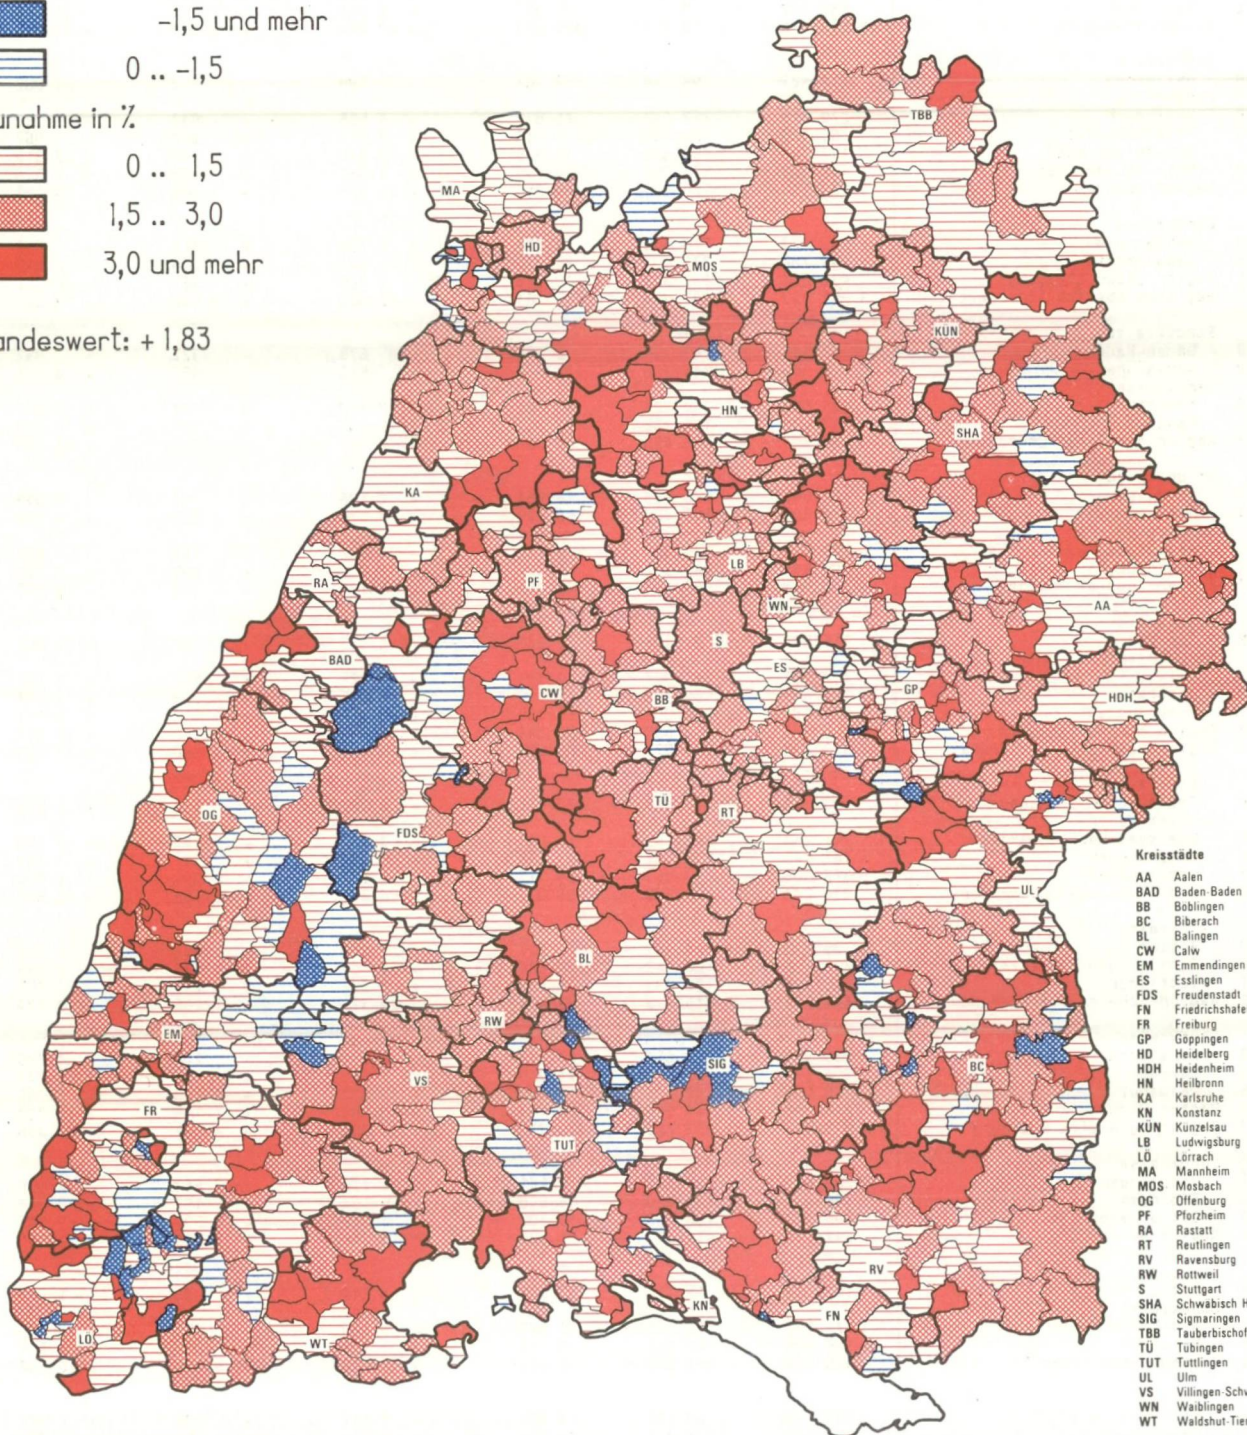 -1,5 und mehr
0 .. -1,5
unahme in %
0 .. 1,5
1,5 .. 3,0
3,0 und mehr
andeswert: + 1,83
TBB
MA
HD
MOS
KÜN
HN
SHA
KA
LB
PF
RA
WN
AA
S
BAD
ES
GP
CW
BB
HDH
TÜ
RT
OG
FDS
UL
BL
RW
EM
SIG
BC
VS
FR
TUT
RV
KN
FN
LÖ
WT
Kreisstädte
AA Aalen
BAD Baden-Baden
BB Böblingen
BC Biberach
BL Balingen
CW Calw
EM Emmendingen
ES Esslingen
FDS Freudenstadt
FN Friedrichshafe
FR Freiburg
GP Göppingen
HD Heidelberg
HDH Heidenheim
HN Heilbronn
KA Karlsruhe
KN Konstanz
KÜN Künzelsau
LB Ludwigsburg
LÖ Lörrach
MA Mannheim
MOS Mosbach
OG Offenburg
PF Pforzheim
RA Rastatt
RT Reutlingen
RV Ravensburg
RW Rottweil
S Stuttgart
SHA Schwäbisch H
SIG Sigmaringen
TBB Tauberbischof
TÜ Tübingen
TUT Tuttlingen
UL Ulm
VS Villingen-Schw
WN Waiblingen
WT Waldshut-Tien